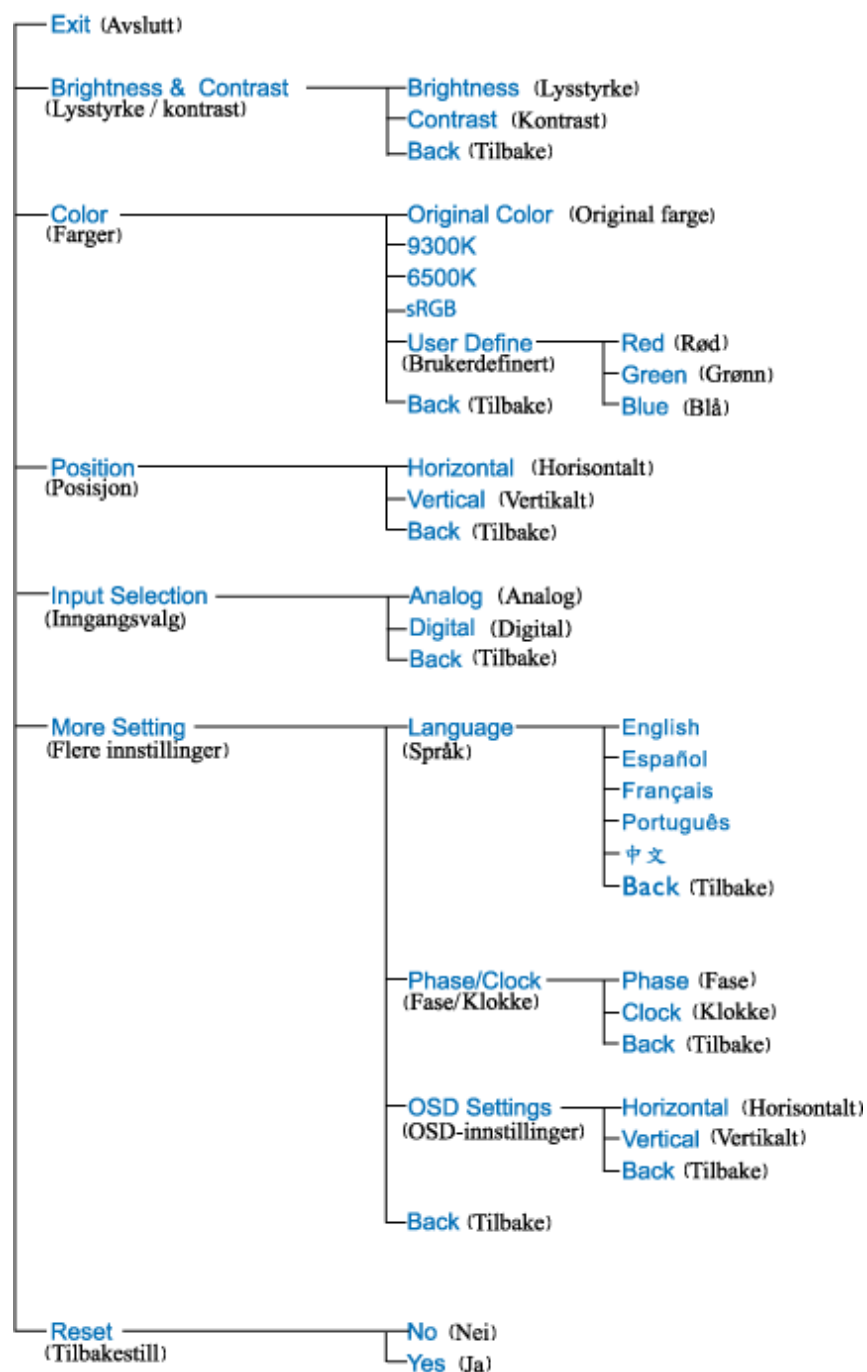 Exit (Avslutt)
Brightness & Contrast
(Lysstyrke / kontrast)
Brightness (Lysstyrke)
Contrast (Kontrast)
Back (Tilbake)
Color
(Farger)
Original Color (Original farge)
9300K
6500K
sRGB
User Define
(Brukerdefinert)
Red (Rød)
Green (Grønn)
Blue (Blå)
Back (Tilbake)
Position
(Posisjon)
Horizontal (Horisontalt)
Vertical (Vertikalt)
Back (Tilbake)
Input Selection
(Inngangsvalg)
Analog (Analog)
Digital (Digital)
Back (Tilbake)
More Setting
(Flere innstillinger)
Language
(Språk)
English
Español
Français
Português
中文
Back (Tilbake)
Phase/Clock
(Fase/Klokke)
Phase (Fase)
Clock (Klokke)
Back (Tilbake)
OSD Settings
(OSD-innstillinger)
Horizontal (Horisontalt)
Vertical (Vertikalt)
Back (Tilbake)
Back (Tilbake)
Reset
(Tilbakestill)
No (Nei)
Yes (Ja)